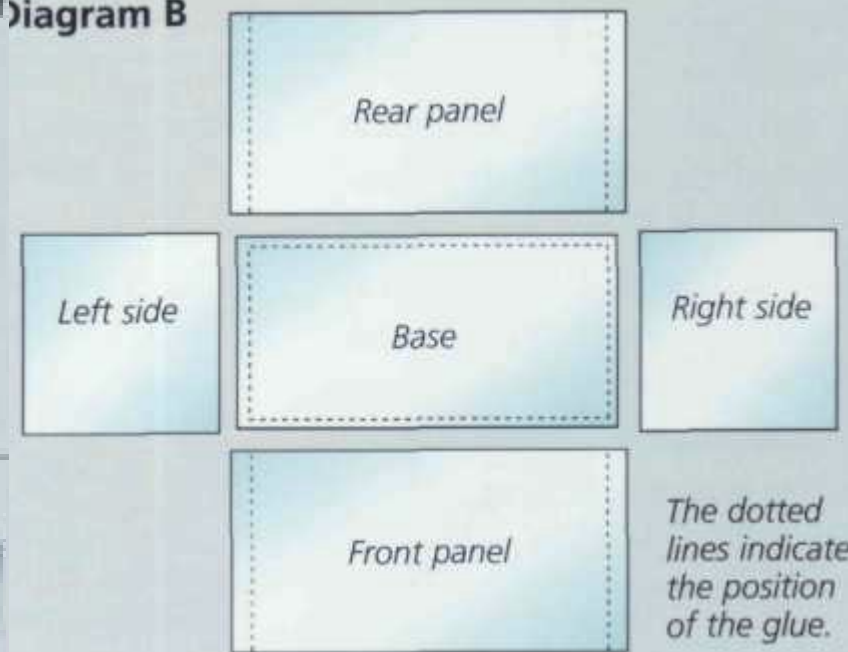 Diagram B
Rear panel
Left side
Base
Right side
Front panel
The dotted
lines indicate
the position
of the glue.